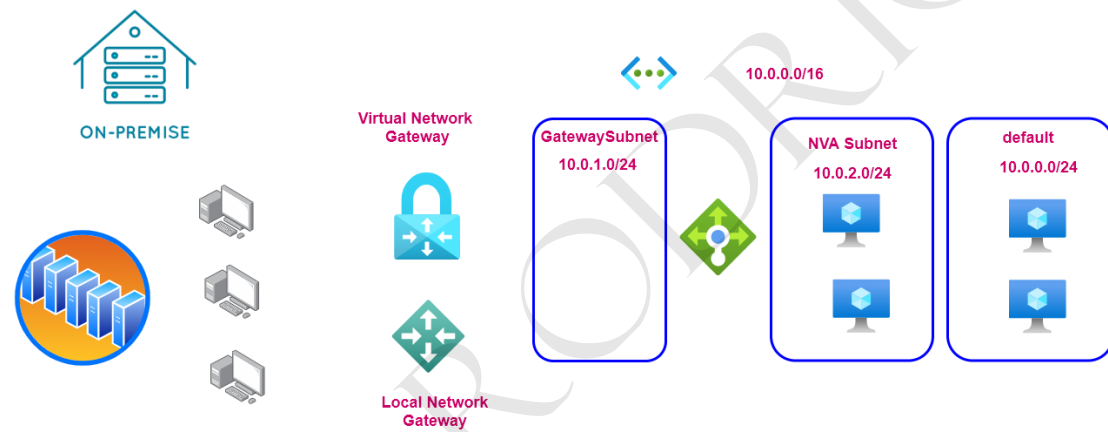 ON-PREMISE
Virtual Network
Gateway
Local Network
Gateway
10.0.0.0/16
GatewaySubnet
10.0.1.0/24
NVA Subnet
10.0.2.0/24
default
10.0.0.0/24